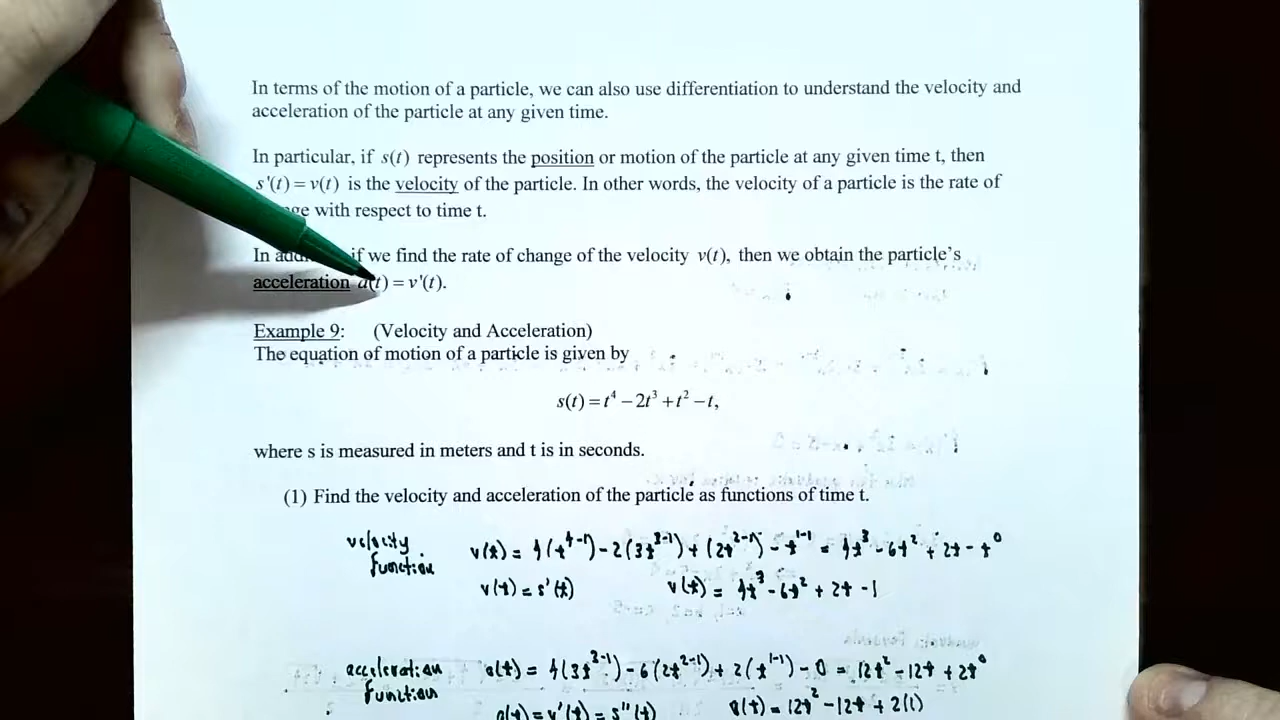 In terms of the motion of a particle, we can also use differentiation to understand the velocity and
acceleration of the particle at any given time.
In particular, if s(t) represents the position or motion of the particle at any given time t, then
s'(t) = v(t) is the velocity of the particle. In other words, the velocity of a particle is the rate of
with respect to time t.
In if we find the rate of change of the velocity v(t), then we obtain the particle's
acceleration a(t) = v'(t).
Example 9: (Velocity and Acceleration)
The equation of motion of a particle is given by
s(t) = t⁴ − 2t³ + t² − t,
where s is measured in meters and t is in seconds.
(1) Find the velocity and acceleration of the particle as functions of time t.
velocity function
v(t) = 4(t⁴⁻¹) − 2(3t³⁻¹) + (2t²⁻¹) − t¹⁻¹ = 4t³ − 6t² + 2t − t⁰
v(t) = s'(t) v(t) = 4t³ − 6t² + 2t − 1
acceleration function
a(t) = 4(3t³⁻¹) − 6(2t²⁻¹) + 2(t¹⁻¹) − 0 = 12t² − 12t + 2t⁰
a(t) = v'(t) = s''(t) a(t) = 12t² − 12t + 2(1)